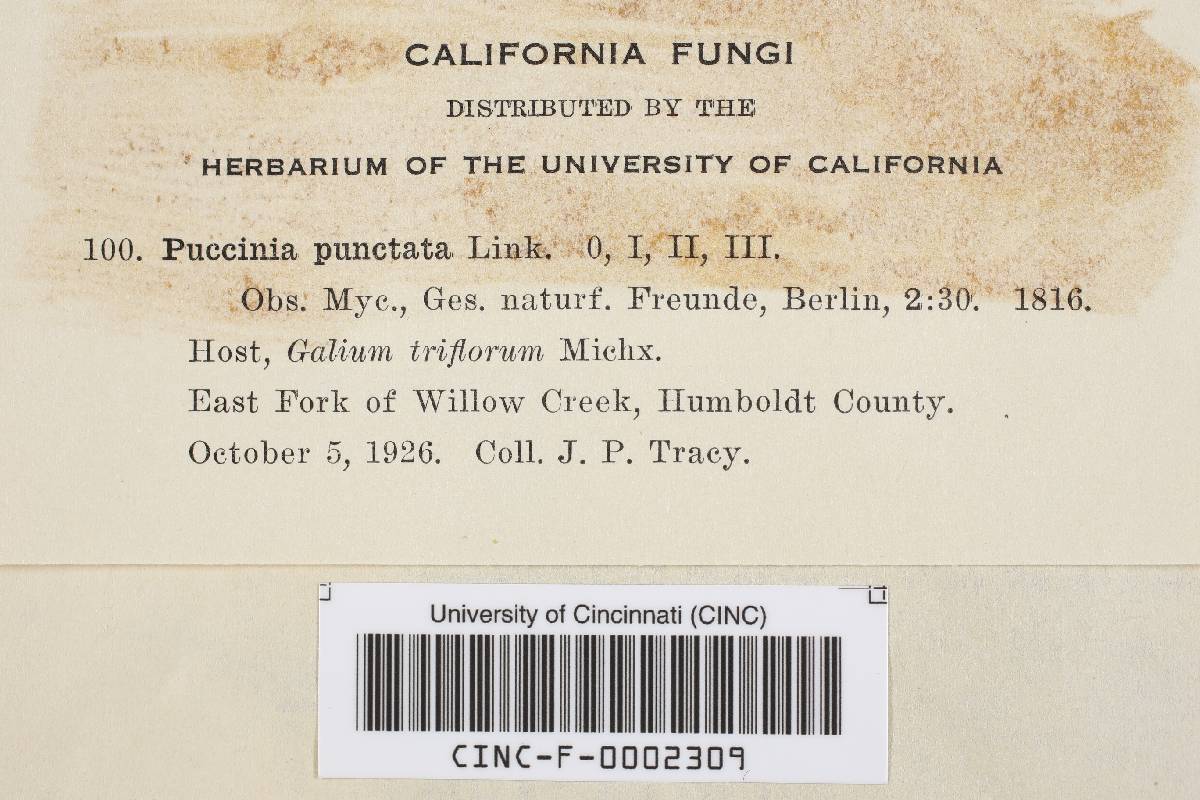 CALIFORNIA FUNGI
DISTRIBUTED BY THE
HERBARIUM OF THE UNIVERSITY OF CALIFORNIA
100. Puccinia punctata Link. 0, I, II, III.
Obs. Myc., Ges. naturf. Freunde, Berlin, 2:30. 1816.
Host, Galium triflorum Michx.
East Fork of Willow Creek, Humboldt County.
October 5, 1926. Coll. J. P. Tracy.
University of Cincinnati (CINC)
CINC-F-0002309